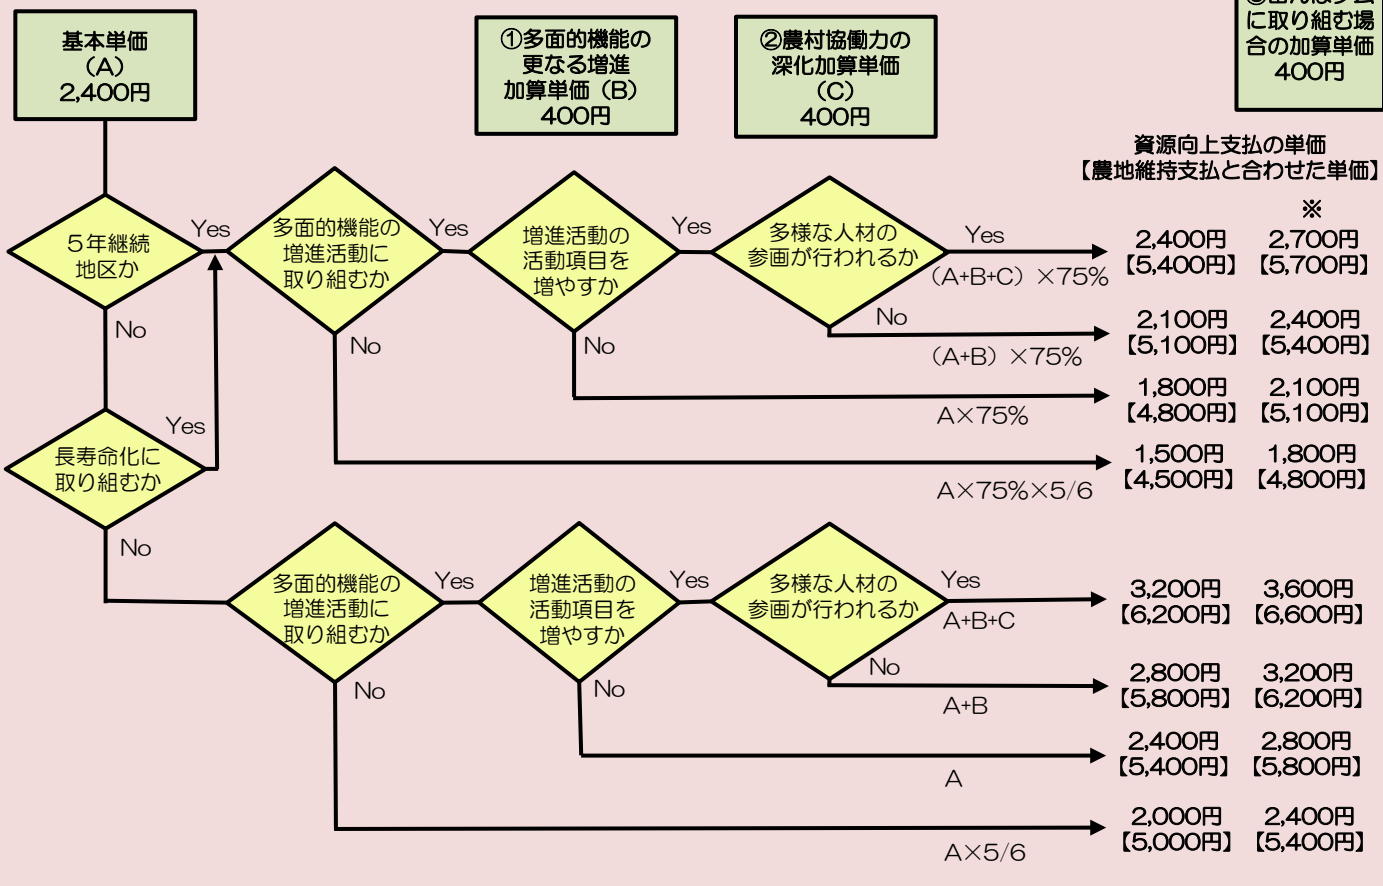 基本単価
（A）
2,400円
①多面的機能の
更なる増進
加算単価（B）
400円
②農村協働力の
深化加算単価
（C）
400円
に取り組む場
合の加算単価
400円
資源向上支払の単価
【農地維持支払と合わせた単価】
※
5年継続
地区か
Yes
No
多面的機能の
増進活動に
取り組むか
Yes
No
増進活動の
活動項目を
増やすか
Yes
No
多様な人材の
参画が行われるか
Yes
（A+B+C）×75%
2,400円 2,700円
【5,400円】【5,700円】
No
（A+B）×75%
2,100円 2,400円
【5,100円】【5,400円】
A×75%
1,800円 2,100円
【4,800円】【5,100円】
A×75%×5/6
1,500円 1,800円
【4,500円】【4,800円】
長寿命化に
取り組むか
Yes
No
多面的機能の
増進活動に
取り組むか
Yes
No
増進活動の
活動項目を
増やすか
Yes
No
多様な人材の
参画が行われるか
Yes
A+B+C
3,200円 3,600円
【6,200円】【6,600円】
No
A+B
2,800円 3,200円
【5,800円】【6,200円】
A
2,400円 2,800円
【5,400円】【5,800円】
A×5/6
2,000円 2,400円
【5,000円】【5,400円】